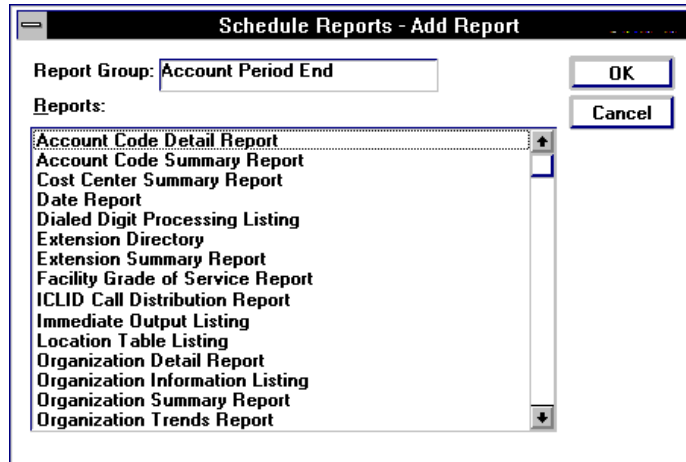 Schedule Reports - Add Report
Report Group: Account Period End
OK
Reports:
Cancel
Account Code Detail Report
Account Code Summary Report
Cost Center Summary Report
Date Report
Dialed Digit Processing Listing
Extension Directory
Extension Summary Report
Facility Grade of Service Report
ICLID Call Distribution Report
Immediate Output Listing
Location Table Listing
Organization Detail Report
Organization Information Listing
Organization Summary Report
Organization Trends Report